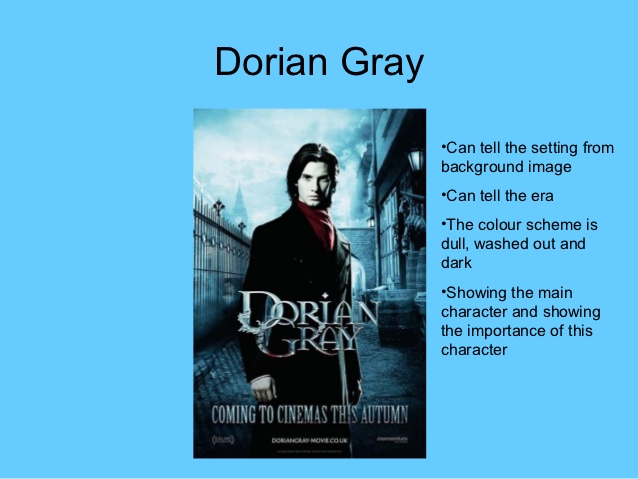 Dorian Gray
•Can tell the setting from
background image
•Can tell the era
•The colour scheme is
dull, washed out and
dark
•Showing the main
character and showing
the importance of this
character
DORIAN
GRAY
COMING TO CINEMAS THIS AUTUMN
DORIANGRAY-MOVIE.CO.UK
momentum